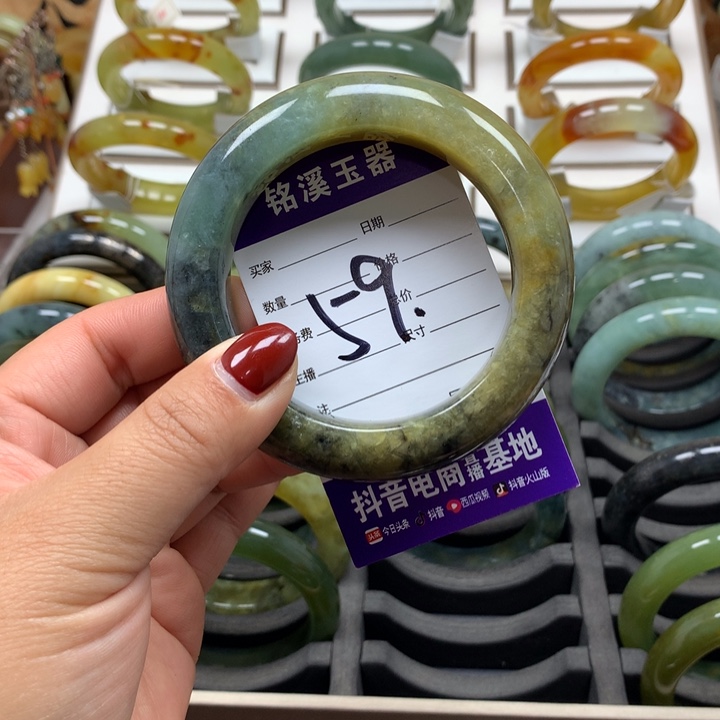 铭溪玉器
买家 日期
数量 格
费 价
主播 尺寸
注
59.
抖音电商直播基地
今日头条 抖音 西瓜视频 抖音火山版